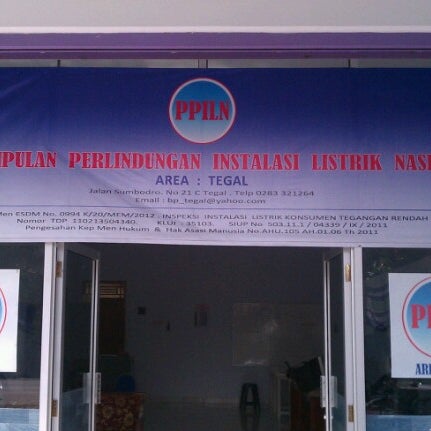 PPILN
PULAN PERLINDUNGAN INSTALASI LISTRIK NAS
AREA : TEGAL
Jalan Sumbodro. No 21 C Tegal. Telp 0283 321264
Email : bp_tegal@yahoo.com
Men ESDM No. 0994 K/20/MEM/2012. INSPEKSI INSTALASI LISTRIK KONSUMEN TEGANGAN RENDAH
Nomor TDP 110213504340. KLUF : 35103. SIUP No 503.11.1 / 04339 / IX / 2011
Pengesahan Kep Men Hukum & Hak Asasi Manusia No.AHU.105 AH.01.06 Th 2011
PP
ARE